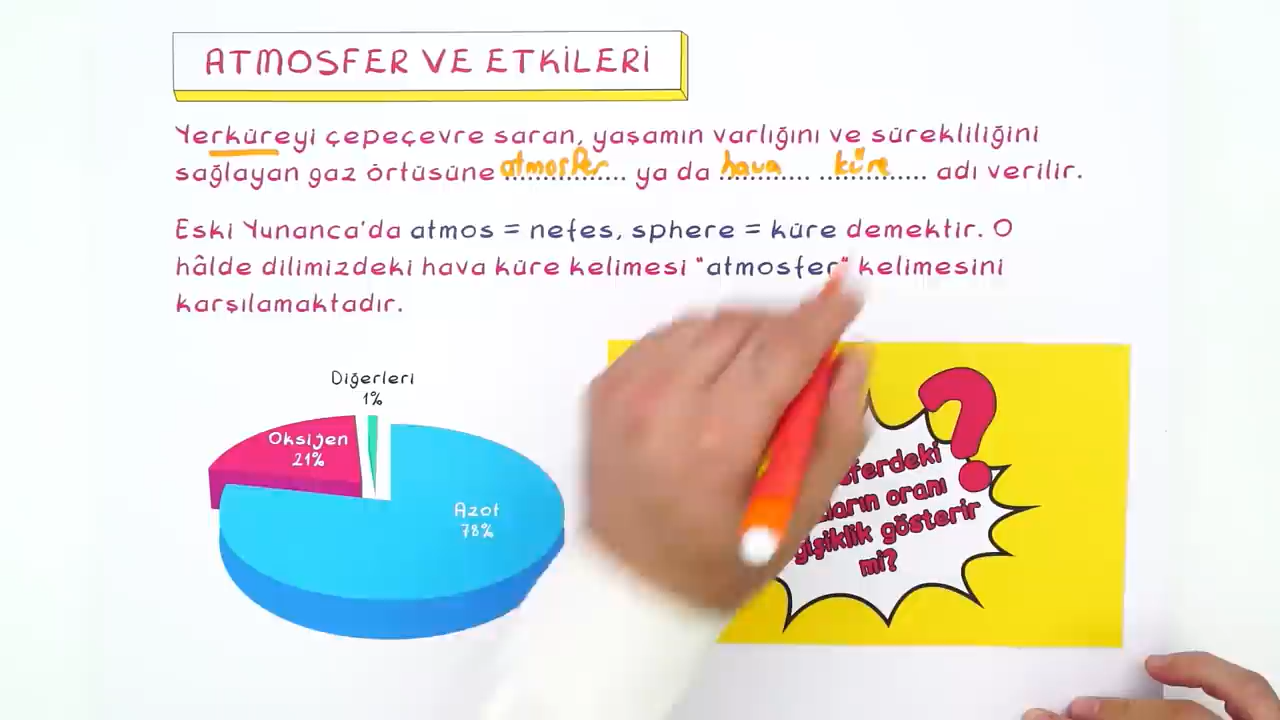 ATMOSFER VE ETKİLERİ
Yerküreyi çepeçevre saran, yaşamın varlığını ve sürekliliğini
sağlayan gaz örtüsüne atmosfer ya da hava küre adı verilir.
Eski Yunanca'da atmos = nefes, sphere = küre demektir. O
hâlde dilimizdeki hava küre kelimesi "atmosfer" kelimesini
karşılamaktadır.
Diğerleri
1%
Oksijen
21%
Azot
78%
oranı
gösterir
mi?